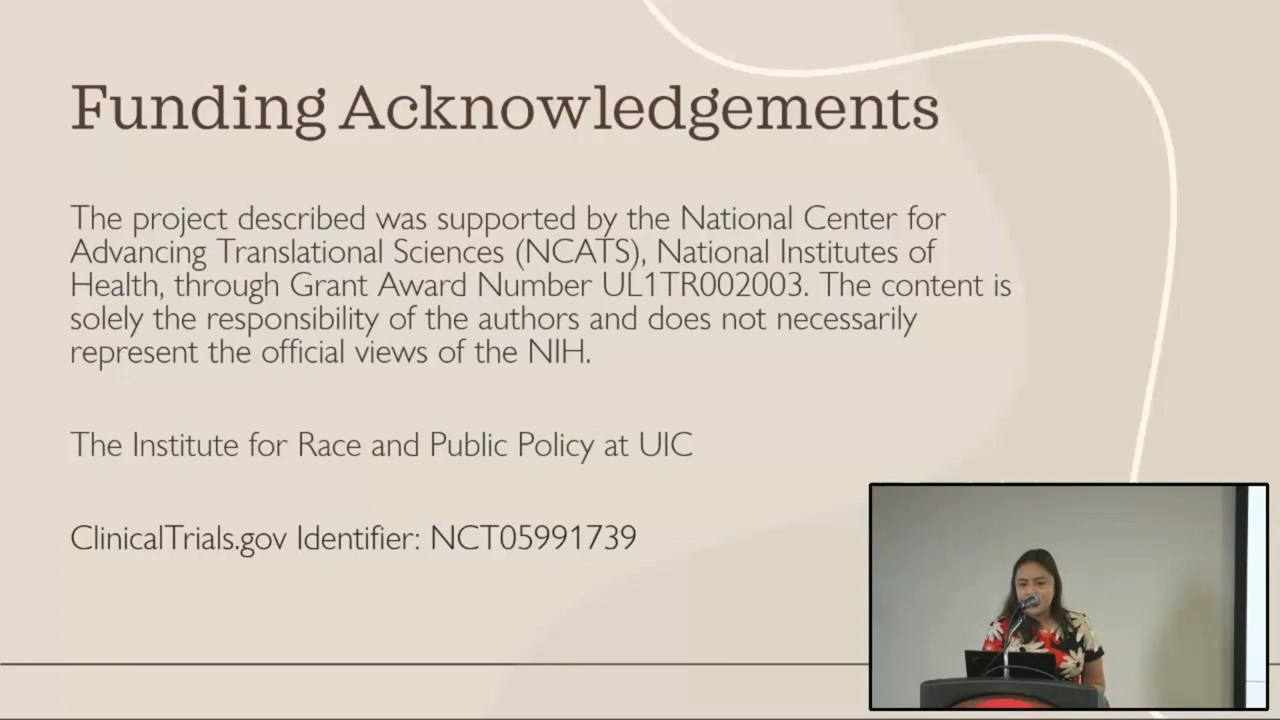 Funding Acknowledgements
The project described was supported by the National Center for
Advancing Translational Sciences (NCATS), National Institutes of
Health, through Grant Award Number UL1TR002003. The content is
solely the responsibility of the authors and does not necessarily
represent the official views of the NIH.
The Institute for Race and Public Policy at UIC
ClinicalTrials.gov Identifier: NCT05991739